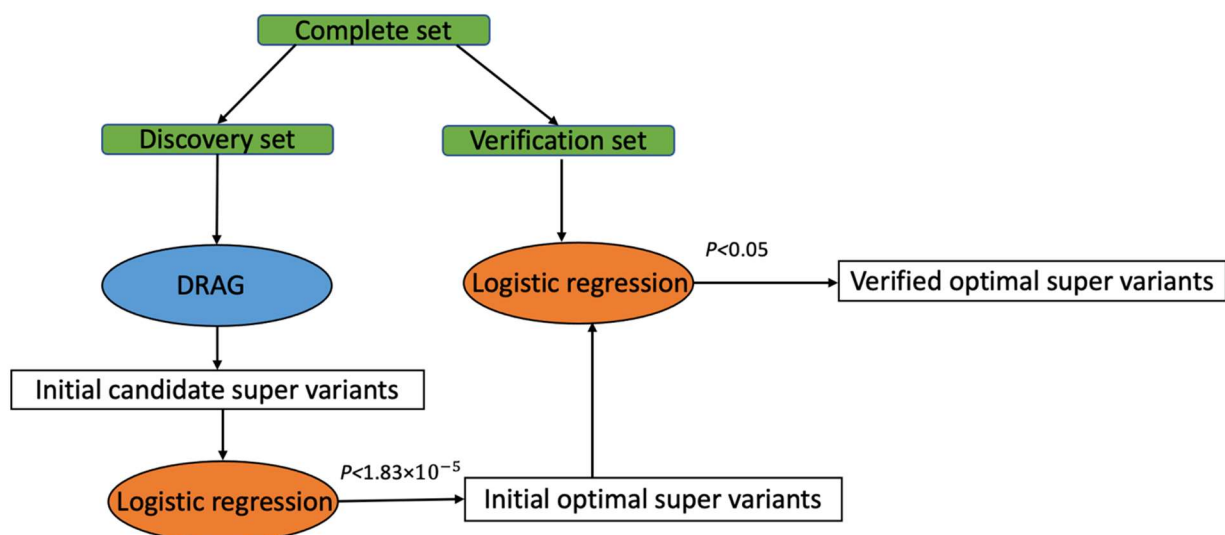 Complete set
Discovery set
Verification set
DRAG
Logistic regression
P<0.05
Verified optimal super variants
Initial candidate super variants
Logistic regression
P<1.83×10⁻⁵
Initial optimal super variants